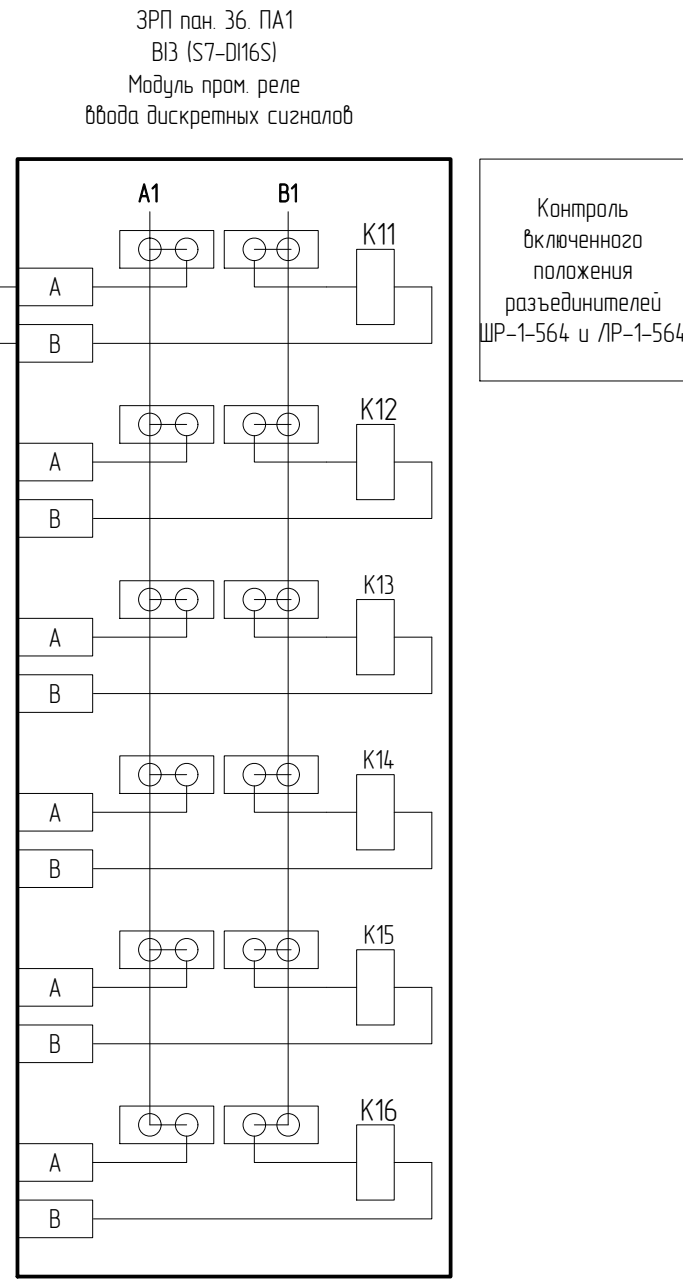 ЗРП пан. 36. ПА1
BI3 (S7-DI16S)
Модуль пром. реле
ввода дискретных сигналов
A1
B1
K11
A
B
Контроль
включенного
положения
разъединителей
ШР-1-564 и ЛР-1-564
K12
A
B
K13
A
B
K14
A
B
K15
A
B
K16
A
B